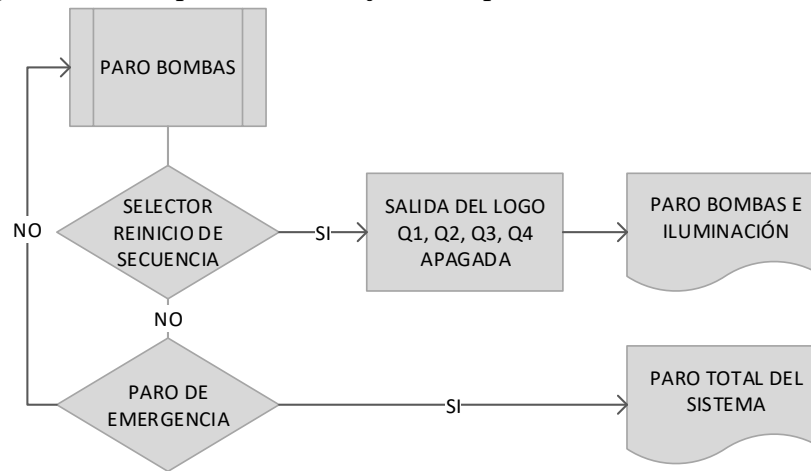 PARO BOMBAS
SELECTOR
REINICIO DE
SECUENCIA
SI
SALIDA DEL LOGO
Q1, Q2, Q3, Q4
APAGADA
PARO BOMBAS E
ILUMINACIÓN
NO
NO
PARO DE
EMERGENCIA
SI
PARO TOTAL DEL
SISTEMA